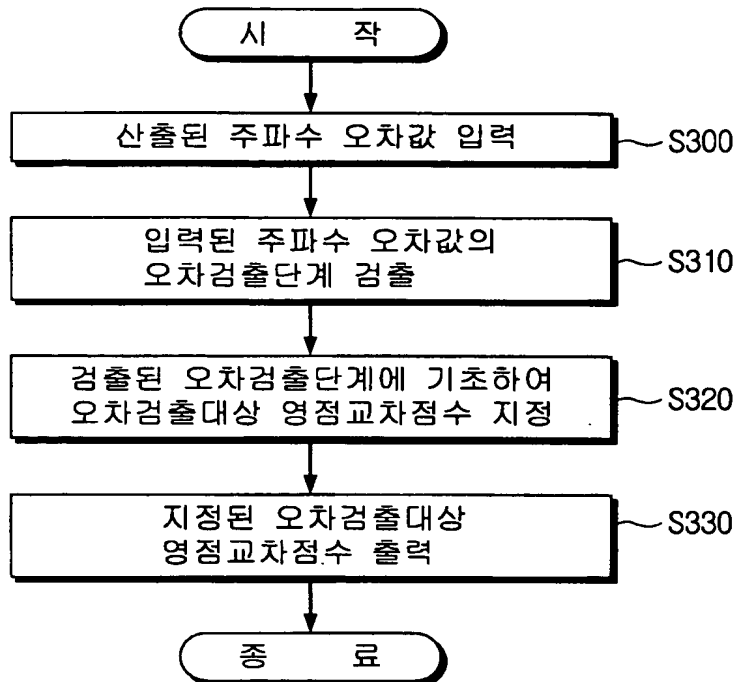 시 작
산출된 주파수 오차값 입력
S300
입력된 주파수 오차값의
오차검출단계 검출
S310
검출된 오차검출단계에 기초하여
오차검출대상 영점교차점수 지정
S320
지정된 오차검출대상
영점교차점수 출력
S330
종 료